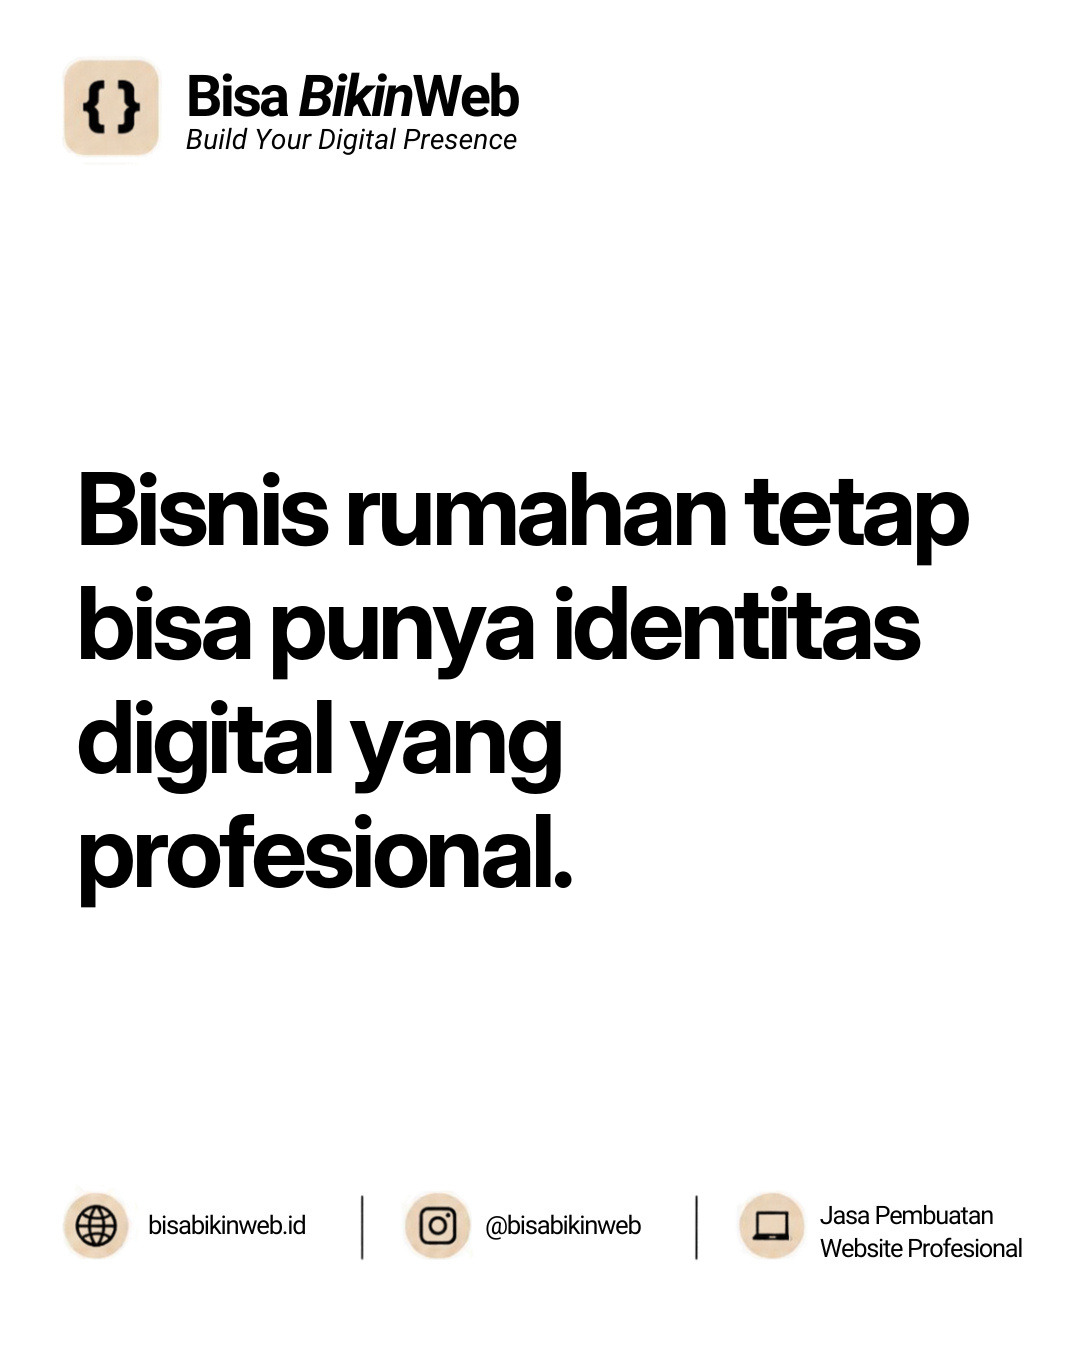 Bisa BikinWeb
Build Your Digital Presence
Bisnis rumahan tetap
bisa punya identitas
digital yang
profesional.
bisabikinweb.id
@bisabikinweb
Jasa Pembuatan
Website Profesional